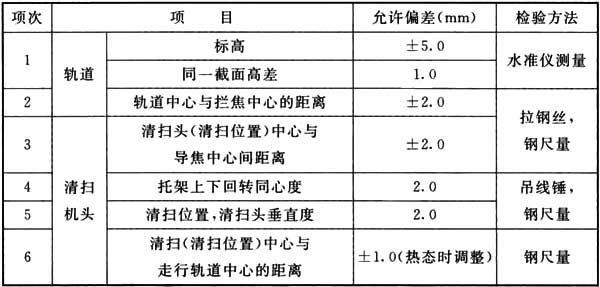 项次 项目 允许偏差(mm) 检验方法
1 轨道 标高 ±5.0 水准仪测量
同一截面高差 1.0
2 轨道中心与拦焦中心的距离 ±2.0 拉钢丝，
钢尺量
3 清扫机头 清扫头(清扫位置)中心与
导焦中心间距离 ±2.0
4 托架上下回转同心度 2.0 吊线锤，
钢尺量
5 清扫位置，清扫头垂直度 2.0
6 清扫(清扫位置)中心与
走行轨道中心的距离 ±1.0(热态时调整) 钢尺量